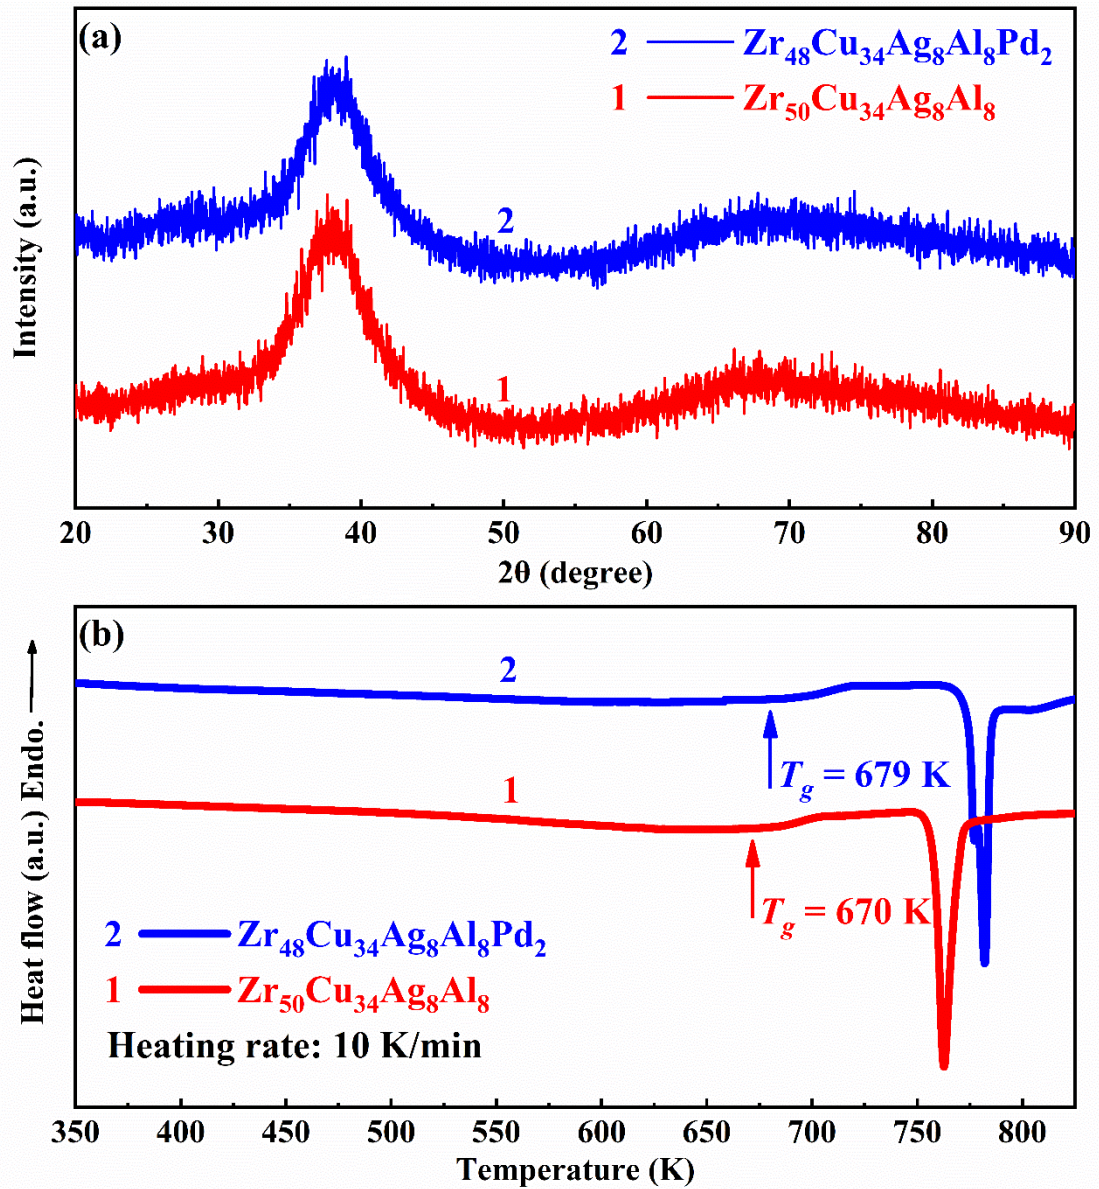 (a)
2 Zr₄₈Cu₃₄Ag₈Al₈Pd₂
1 Zr₅₀Cu₃₄Ag₈Al₈
Intensity (a.u.)
2
1
20 30 40 50 60 70 80 90
2θ (degree)
(b)
Heat flow (a.u.) Endo.
2
T_g = 679 K
1
T_g = 670 K
2 Zr₄₈Cu₃₄Ag₈Al₈Pd₂
1 Zr₅₀Cu₃₄Ag₈Al₈
Heating rate: 10 K/min
350 400 450 500 550 600 650 700 750 800
Temperature (K)